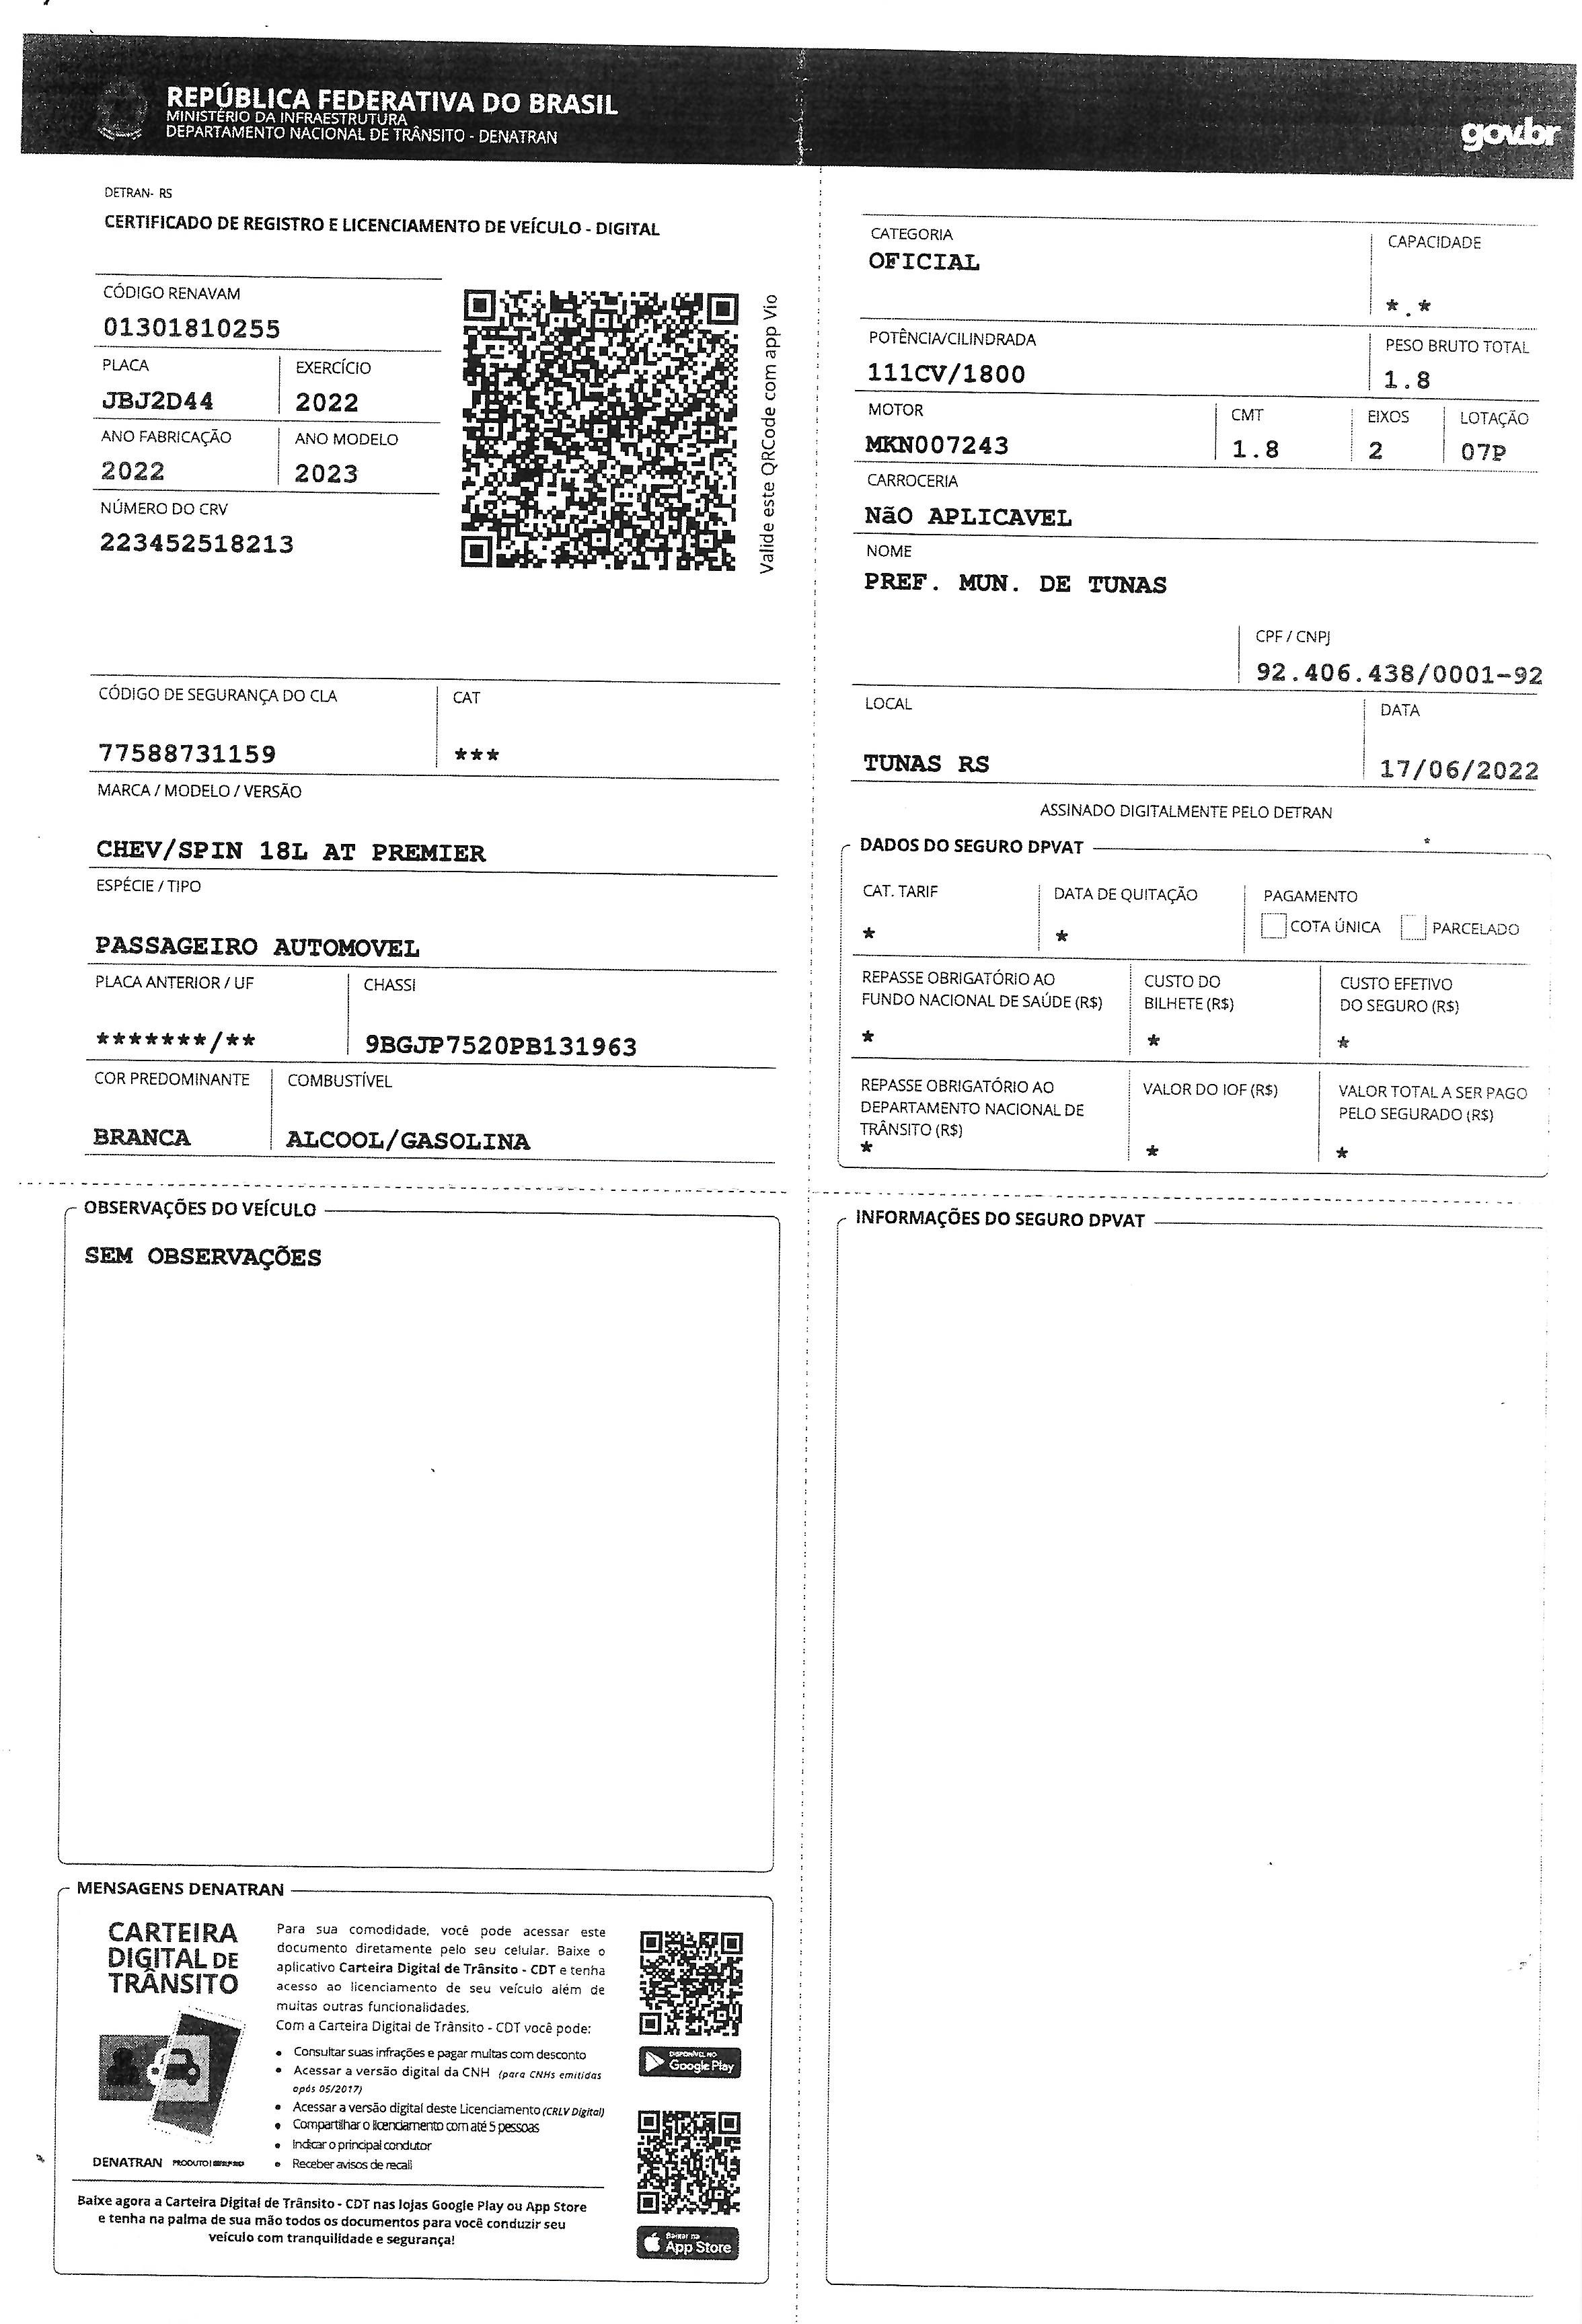 REPÚBLICA FEDERATIVA DO BRASIL
MINISTÉRIO DA INFRAESTRUTURA
DEPARTAMENTO NACIONAL DE TRÂNSITO - DENATRAN
gov.br
DETRAN- RS
CERTIFICADO DE REGISTRO E LICENCIAMENTO DE VEÍCULO - DIGITAL
CÓDIGO RENAVAM
01301810255
PLACA EXERCÍCIO
JBJ2D44 2022
ANO FABRICAÇÃO ANO MODELO
2022 2023
NÚMERO DO CRV
223452518213
Valide este QRCode com app Vio
CÓDIGO DE SEGURANÇA DO CLA CAT
77588731159 ***
MARCA / MODELO / VERSÃO
CHEV/SPIN 18L AT PREMIER
ESPÉCIE / TIPO
PASSAGEIRO AUTOMOVEL
PLACA ANTERIOR / UF CHASSI
*******/** 9BGJP7520PB131963
COR PREDOMINANTE COMBUSTÍVEL
BRANCA ALCOOL/GASOLINA
CATEGORIA CAPACIDADE
OFICIAL
*.*
POTÊNCIA/CILINDRADA PESO BRUTO TOTAL
111CV/1800 1.8
MOTOR CMT EIXOS LOTAÇÃO
MKN007243 1.8 2 07P
CARROCERIA
NãO APLICAVEL
NOME
PREF. MUN. DE TUNAS
CPF / CNPJ
92.406.438/0001-92
LOCAL DATA
TUNAS RS 17/06/2022
ASSINADO DIGITALMENTE PELO DETRAN
DADOS DO SEGURO DPVAT
CAT. TARIF DATA DE QUITAÇÃO PAGAMENTO
* * COTA ÚNICA PARCELADO
REPASSE OBRIGATÓRIO AO CUSTO DO CUSTO EFETIVO
FUNDO NACIONAL DE SAÚDE (R$) BILHETE (R$) DO SEGURO (R$)
* * *
REPASSE OBRIGATÓRIO AO VALOR DO IOF (R$) VALOR TOTAL A SER PAGO
DEPARTAMENTO NACIONAL DE PELO SEGURADO (R$)
TRÂNSITO (R$)
* * *
OBSERVAÇÕES DO VEÍCULO
SEM OBSERVAÇÕES
INFORMAÇÕES DO SEGURO DPVAT
MENSAGENS DENATRAN
CARTEIRA
DIGITAL DE
TRÂNSITO
DENATRAN PRODUTO
Para sua comodidade, você pode acessar este
documento diretamente pelo seu celular. Baixe o
aplicativo Carteira Digital de Trânsito - CDT e tenha
acesso ao licenciamento de seu veículo além de
muitas outras funcionalidades.
Com a Carteira Digital de Trânsito - CDT você pode:
• Consultar suas infrações e pagar multas com desconto
• Acessar a versão digital da CNH (para CNHs emitidas
após 05/2017)
• Acessar a versão digital deste Licenciamento (CRLV Digital)
• Compartilhar o licenciamento com até 5 pessoas
• Indicar o principal condutor
• Receber avisos de recall
DISPONÍVEL NO
Google Play
Baixar na
App Store
Baixe agora a Carteira Digital de Trânsito - CDT nas lojas Google Play ou App Store
e tenha na palma de sua mão todos os documentos para você conduzir seu
veículo com tranquilidade e segurança!